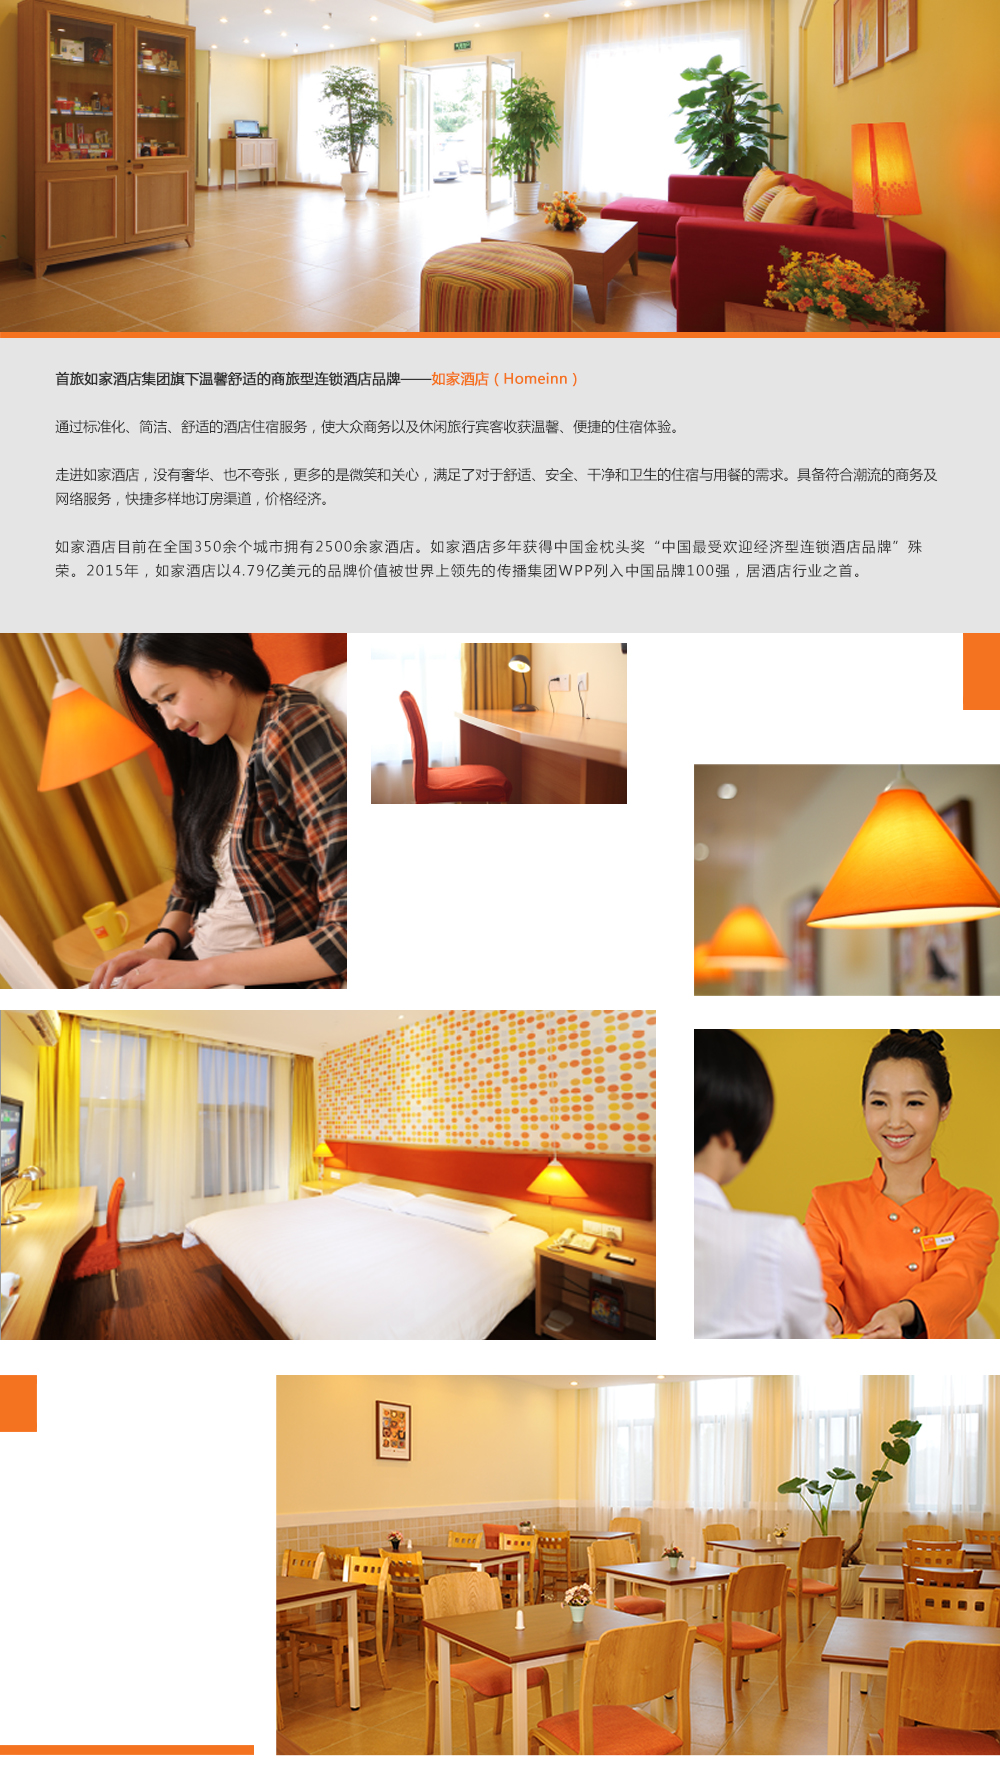 首旅如家酒店集团旗下温馨舒适的商旅型连锁酒店品牌——如家酒店（Homeinn）
通过标准化、简洁、舒适的酒店住宿服务，使大众商务以及休闲旅行宾客收获温馨、便捷的住宿体验。
走进如家酒店，没有奢华、也不夸张，更多的是微笑和关心，满足了对于舒适、安全、干净和卫生的住宿与用餐的需求。具备符合潮流的商务及
网络服务，快捷多样地订房渠道，价格经济。
如家酒店目前在全国350余个城市拥有2500余家酒店。如家酒店多年获得中国金枕头奖“中国最受欢迎经济型连锁酒店品牌”殊
荣。2015年，如家酒店以4.79亿美元的品牌价值被世界上领先的传播集团WPP列入中国品牌100强，居酒店行业之首。